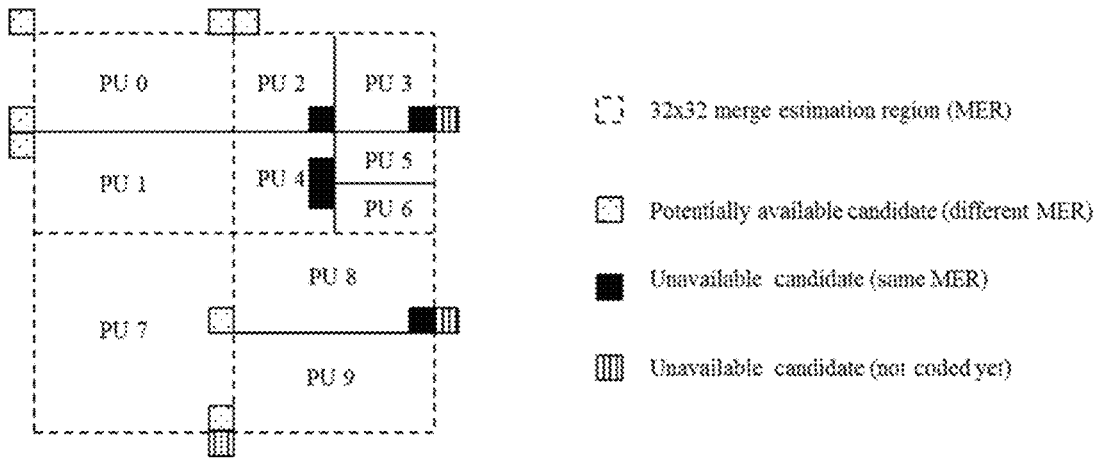 PU 0
PU 2
PU 3
32x32 merge estimation region (MER)
PU 1
PU 4
PU 5
PU 6
Potentially available candidate (different MER)
PU 8
Unavailable candidate (same MER)
PU 7
PU 9
Unavailable candidate (not coded yet)